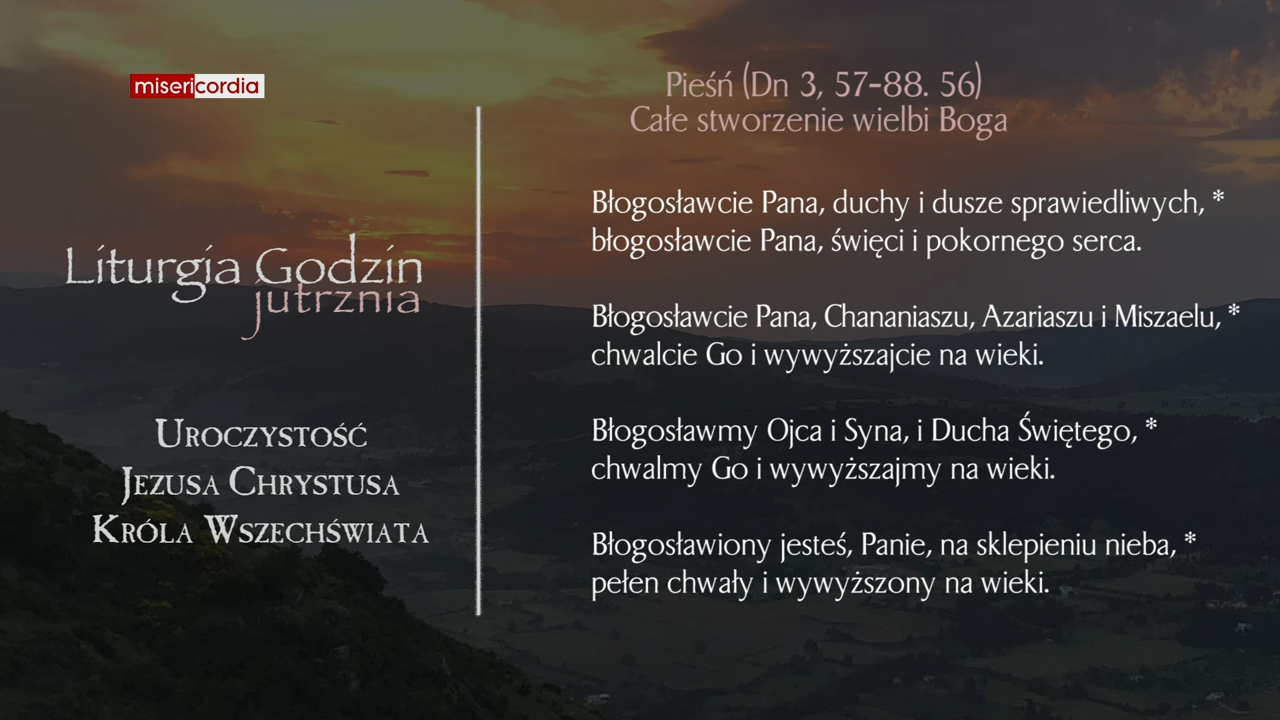 misericordia
Liturgia Godzin
jutrznia
Uroczystość
Jezusa Chrystusa
Króla Wszechświata
Pieśń (Dn 3, 57-88. 56)
Całe stworzenie wielbi Boga
Błogosławcie Pana, duchy i dusze sprawiedliwych, *
błogosławcie Pana, święci i pokornego serca.
Błogosławcie Pana, Chananiaszu, Azariaszu i Miszaelu, *
chwalcie Go i wywyższajcie na wieki.
Błogosławmy Ojca i Syna, i Ducha Świętego, *
chwalmy Go i wywyższajmy na wieki.
Błogosławiony jesteś, Panie, na sklepieniu nieba, *
pełen chwały i wywyższony na wieki.